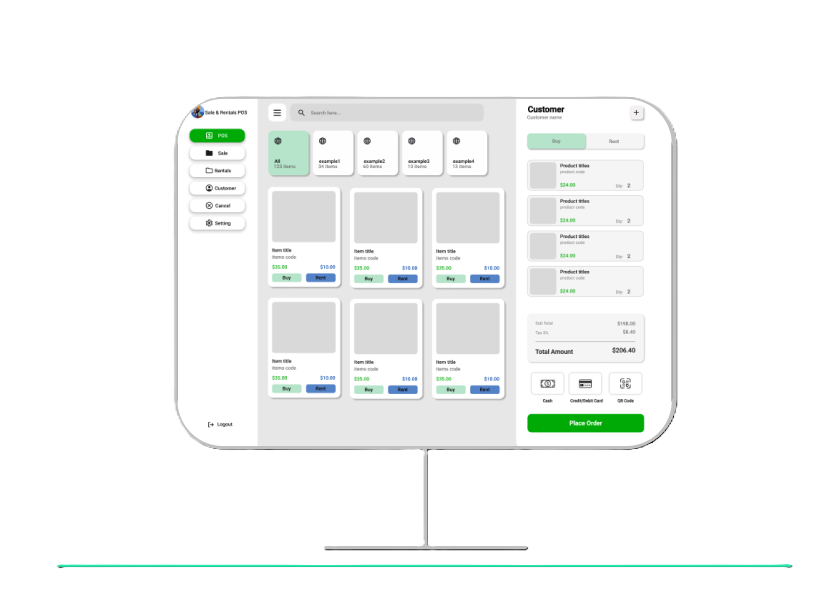 Sale & Rentals POS
POS
Sale
Rentals
Customer
Cancel
Setting
Logout
Search here...
All
123 Items
example1
34 Items
example2
60 Items
example3
13 Items
example4
13 Items
Item title
Items code
$35.00 $10.00
Buy Rent
Item title
Items code
$35.00 $10.00
Buy Rent
Item title
Items code
$35.00 $10.00
Buy Rent
Item title
Items code
$35.00 $10.00
Buy Rent
Item title
Items code
$35.00 $10.00
Buy Rent
Item title
Items code
$35.00 $10.00
Buy Rent
Customer
Customer name
+
Buy Rent
Product titles
product code
$24.00 Qty 2
Product titles
product code
$24.00 Qty 2
Product titles
product code
$24.00 Qty 2
Product titles
product code
$24.00 Qty 2
Sub Total $198.00
Tax 5% $8.40
Total Amount $206.40
Cash Credit/Debit Card QR Code
Place Order